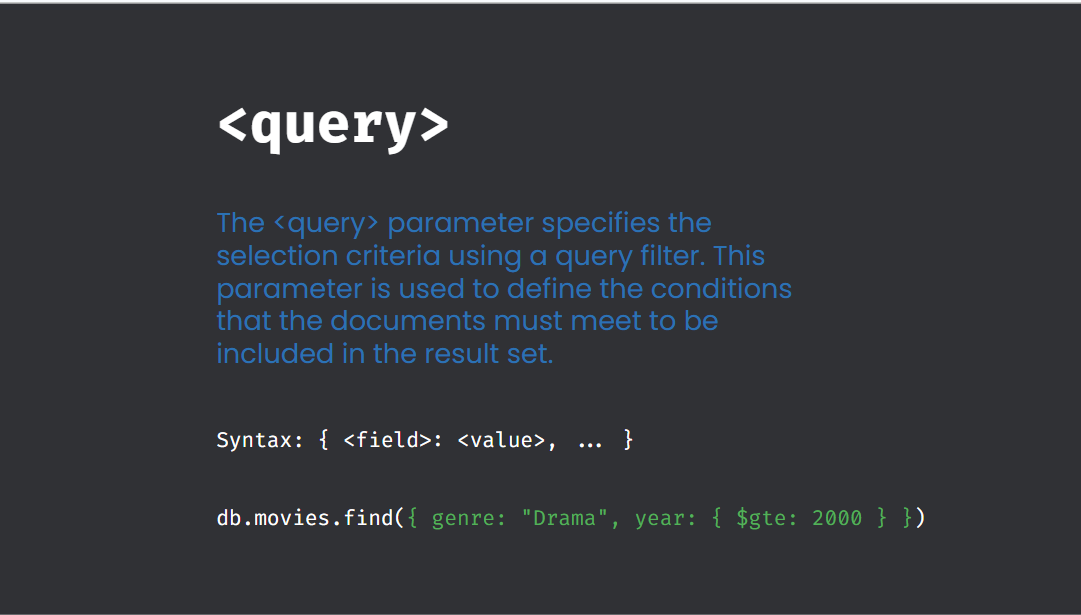 <query>
The <query> parameter specifies the
selection criteria using a query filter. This
parameter is used to define the conditions
that the documents must meet to be
included in the result set.
Syntax: { <field>: <value>, ... }
db.movies.find({ genre: "Drama", year: { $gte: 2000 } })